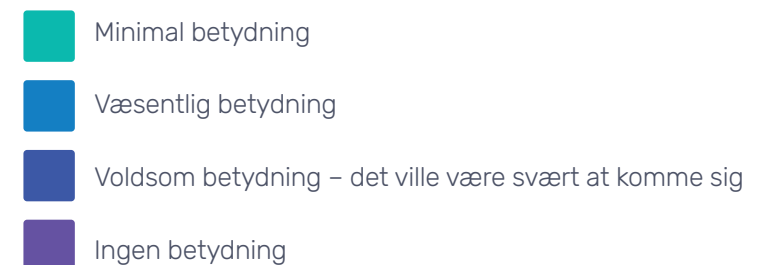 Minimal betydning
Væsentlig betydning
Voldsom betydning – det ville være svært at komme sig
Ingen betydning